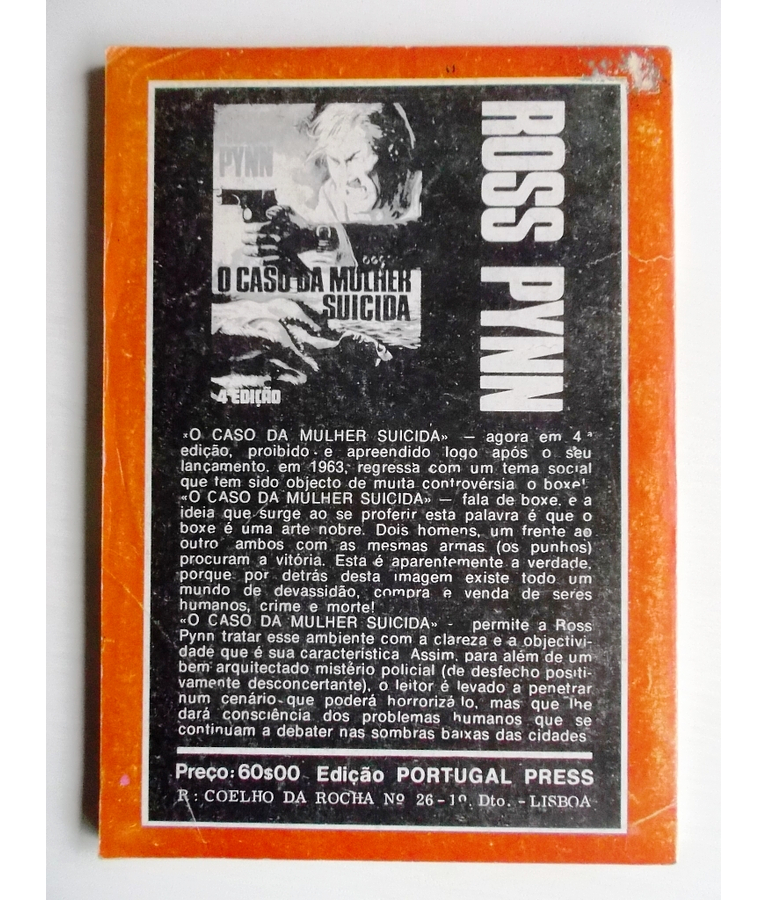 PYNN
O CASO DA MULHER
SUICIDA
4ª EDIÇÃO
ROSS PYNN
«O CASO DA MULHER SUICIDA» — agora em 4ª
edição, proibido e apreendido logo após o seu
lançamento, em 1963, regressa com um tema social
que tem sido objecto de muita controvérsia o boxe!
«O CASO DA MULHER SUICIDA» — fala de boxe, e a
ideia que surge ao se proferir esta palavra é que o
boxe é uma arte nobre. Dois homens, um frente ao
outro ambos com as mesmas armas (os punhos)
procuram a vitória. Esta é aparentemente a verdade,
porque por detrás desta imagem existe todo um
mundo de devassidão, compra e venda de seres
humanos, crime e morte!
«O CASO DA MULHER SUICIDA» - permite a Ross
Pynn tratar esse ambiente com a clareza e a objectivi-
dade que é sua característica Assim, para além de um
bem arquitectado mistério policial (de desfecho positi-
vamente desconcertante), o leitor é levado a penetrar
num cenário que poderá horrorizá-lo, mas que lhe
dará consciência dos problemas humanos que se
continuam a debater nas sombras baixas das cidades
Preço: 60$00 Edição PORTUGAL PRESS
R: COELHO DA ROCHA Nº 26-1º. Dto. - LISBOA